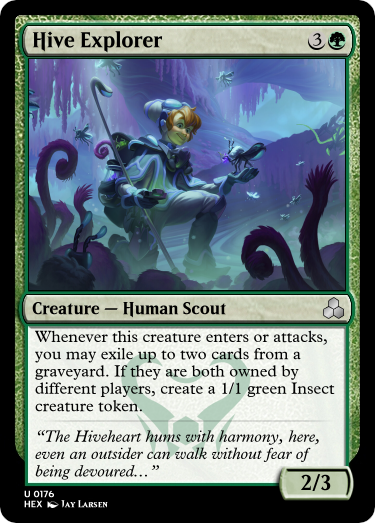 Hive Explorer 3
Creature — Human Scout
Whenever this creature enters or attacks,
you may exile up to two cards from a
graveyard. If they are both owned by
different players, create a 1/1 green Insect
creature token.
“The Hiveheart hums with harmony, here,
even an outsider can walk without fear of
being devoured…”
2/3
U 0176
HEX Jay Larsen